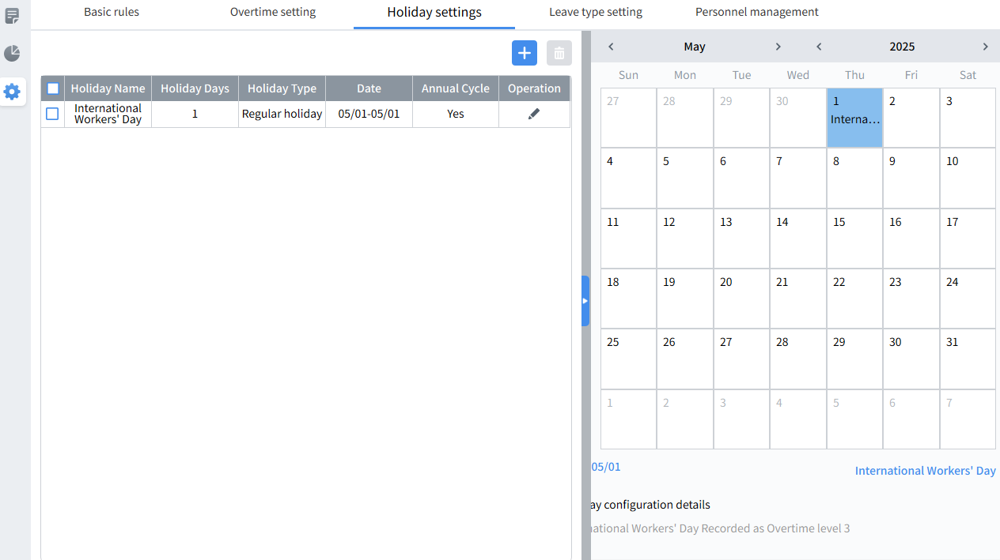 Basic rules Overtime setting Holiday settings Leave type setting Personnel management
Holiday Name Holiday Days Holiday Type Date Annual Cycle Operation
International
Workers' Day 1 Regular holiday 05/01-05/01 Yes
May 2025
Sun Mon Tue Wed Thu Fri Sat
27 28 29 30 1 2 3
Interna...
4 5 6 7 8 9 10
11 12 13 14 15 16 17
18 19 20 21 22 23 24
25 26 27 28 29 30 31
1 2 3 4 5 6 7
05/01 International Workers' Day
ay configuration details
national Workers' Day Recorded as Overtime level 3